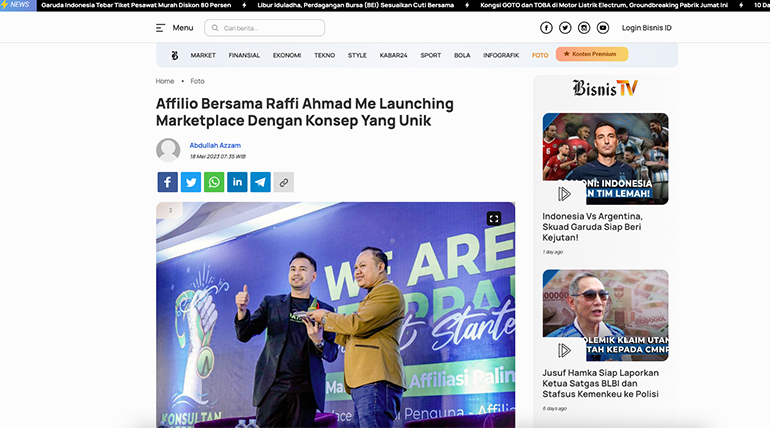 NEWS
Garuda Indonesia Tebar Tiket Pesawat Murah Diskon 80 Persen
Libur Iduladha, Perdagangan Bursa (BEI) Sesuaikan Cuti Bersama
Kongsi GOTO dan TOBA di Motor Listrik Electrum, Groundbreaking Pabrik Jumat Ini
10 Da
Menu
Cari berita..
Login Bisnis ID
MARKET FINANSIAL EKONOMI TEKNO STYLE KABAR24 SPORT BOLA INFOGRAFIK FOTO Konten Premium
Home • Foto
Affilio Bersama Raffi Ahmad Me Launching
Marketplace Dengan Konsep Yang Unik
Abdullah Azzam
18 Mei 2023 07:35 WIB
2
WE ARE
Started
Affiliasi Palin
Penguna - Affilio
KONSULTAN
BisnisTV
ONI: INDONESIA
AN TIM LEMAH!
Indonesia Vs Argentina,
Skuad Garuda Siap Beri
Kejutan!
1 day ago
OLEMIK KLAIM UTAN
TAH KEPADA CMNP
Jusuf Hamka Siap Laporkan
Ketua Satgas BLBI dan
Stafsus Kemenkeu ke Polisi
6 days ago